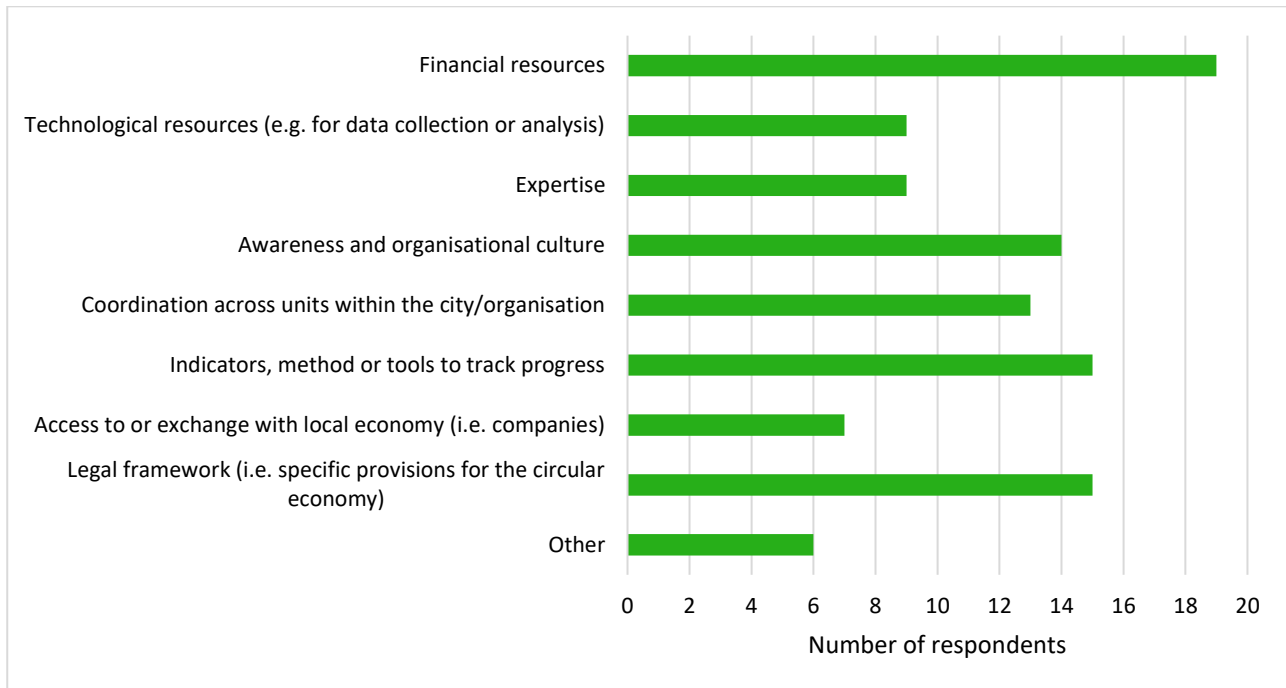 Financial resources
Technological resources (e.g. for data collection or analysis)
Expertise
Awareness and organisational culture
Coordination across units within the city/organisation
Indicators, method or tools to track progress
Access to or exchange with local economy (i.e. companies)
Legal framework (i.e. specific provisions for the circular
economy)
Other
0 2 4 6 8 10 12 14 16 18 20
Number of respondents